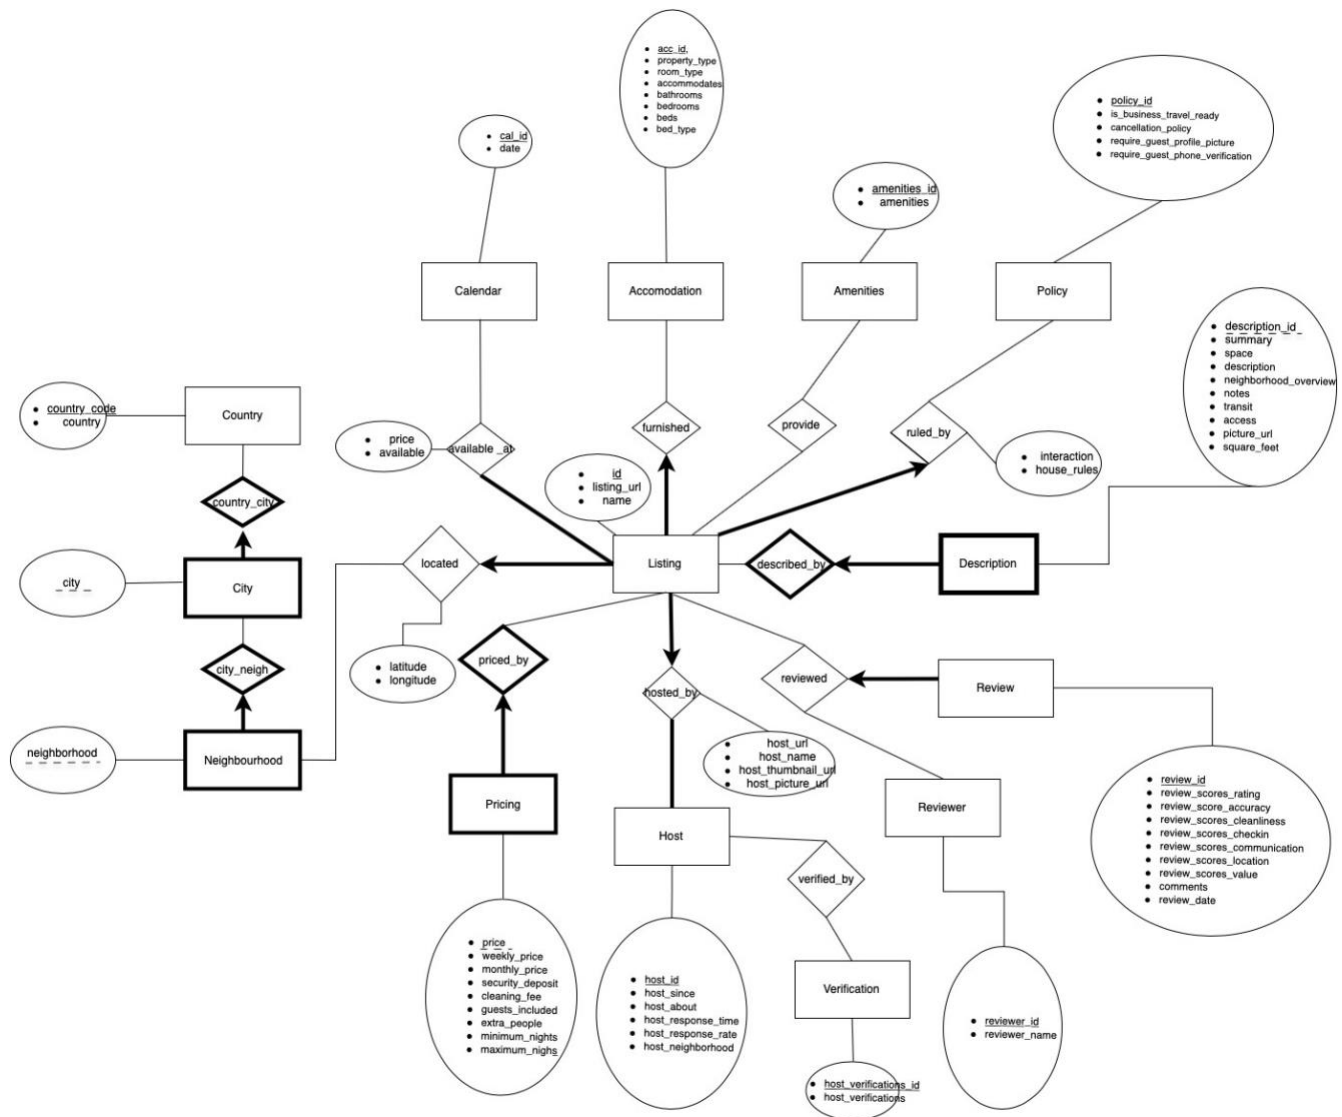 acc_id,
property_type
room_type
accommodates
bathrooms
bedrooms
beds
bed_type
policy_id
is_business_travel_ready
cancellation_policy
require_guest_profile_picture
require_guest_phone_verification
cal_id
date
amenities_id
amenities
Calendar
Accomodation
Amenities
Policy
description_id
summary
space
description
neighborhood_overview
notes
transit
access
picture_url
square_feet
country_code
country
Country
price
available
available _at
furnished
provide
ruled_by
interaction
house_rules
id
listing_url
name
country_city
city
City
located
Listing
described_by
Description
latitude
longitude
city_neigh
priced_by
hosted_by
reviewed
Review
neighborhood
Neighbourhood
host_url
host_name
host_thumbnail_url
host_picture_url
Pricing
Host
Reviewer
review_id
review_scores_rating
review_score_accuracy
review_scores_cleanliness
review_scores_checkin
review_scores_communication
review_scores_location
review_scores_value
comments
review_date
verified_by
price
weekly_price
monthly_price
security_deposit
cleaning_fee
guests_included
extra_people
minimum_nights
maximum_nighs
host_id
host_since
host_about
host_response_time
host_response_rate
host_neighborhood
Verification
reviewer_id
reviewer_name
host_verifications_id
host_verifications